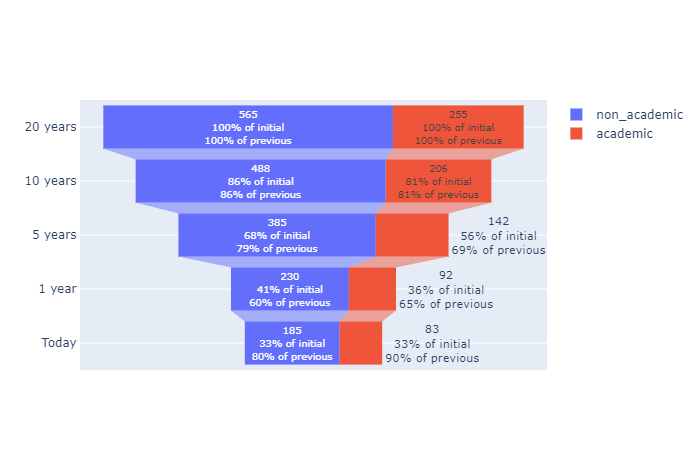 20 years
565
100% of initial
100% of previous
255
100% of initial
100% of previous
10 years
488
86% of initial
86% of previous
206
81% of initial
81% of previous
5 years
385
68% of initial
79% of previous
142
56% of initial
69% of previous
1 year
230
41% of initial
60% of previous
92
36% of initial
65% of previous
Today
185
33% of initial
80% of previous
83
33% of initial
90% of previous
non_academic
academic